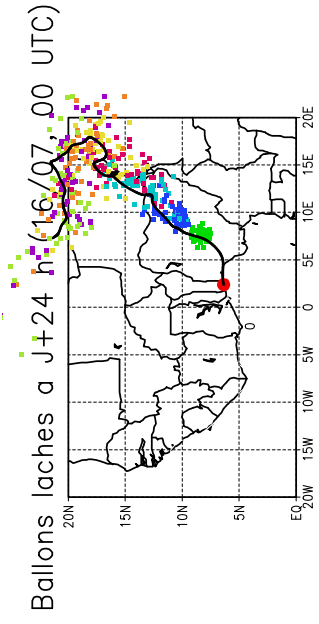 Ballons laches a J+24 h (16/07, 00 UTC)
20N
15N
10N
5N
EQ
20W
15W
10W
5W
0
5E
10E
15E
20E
0